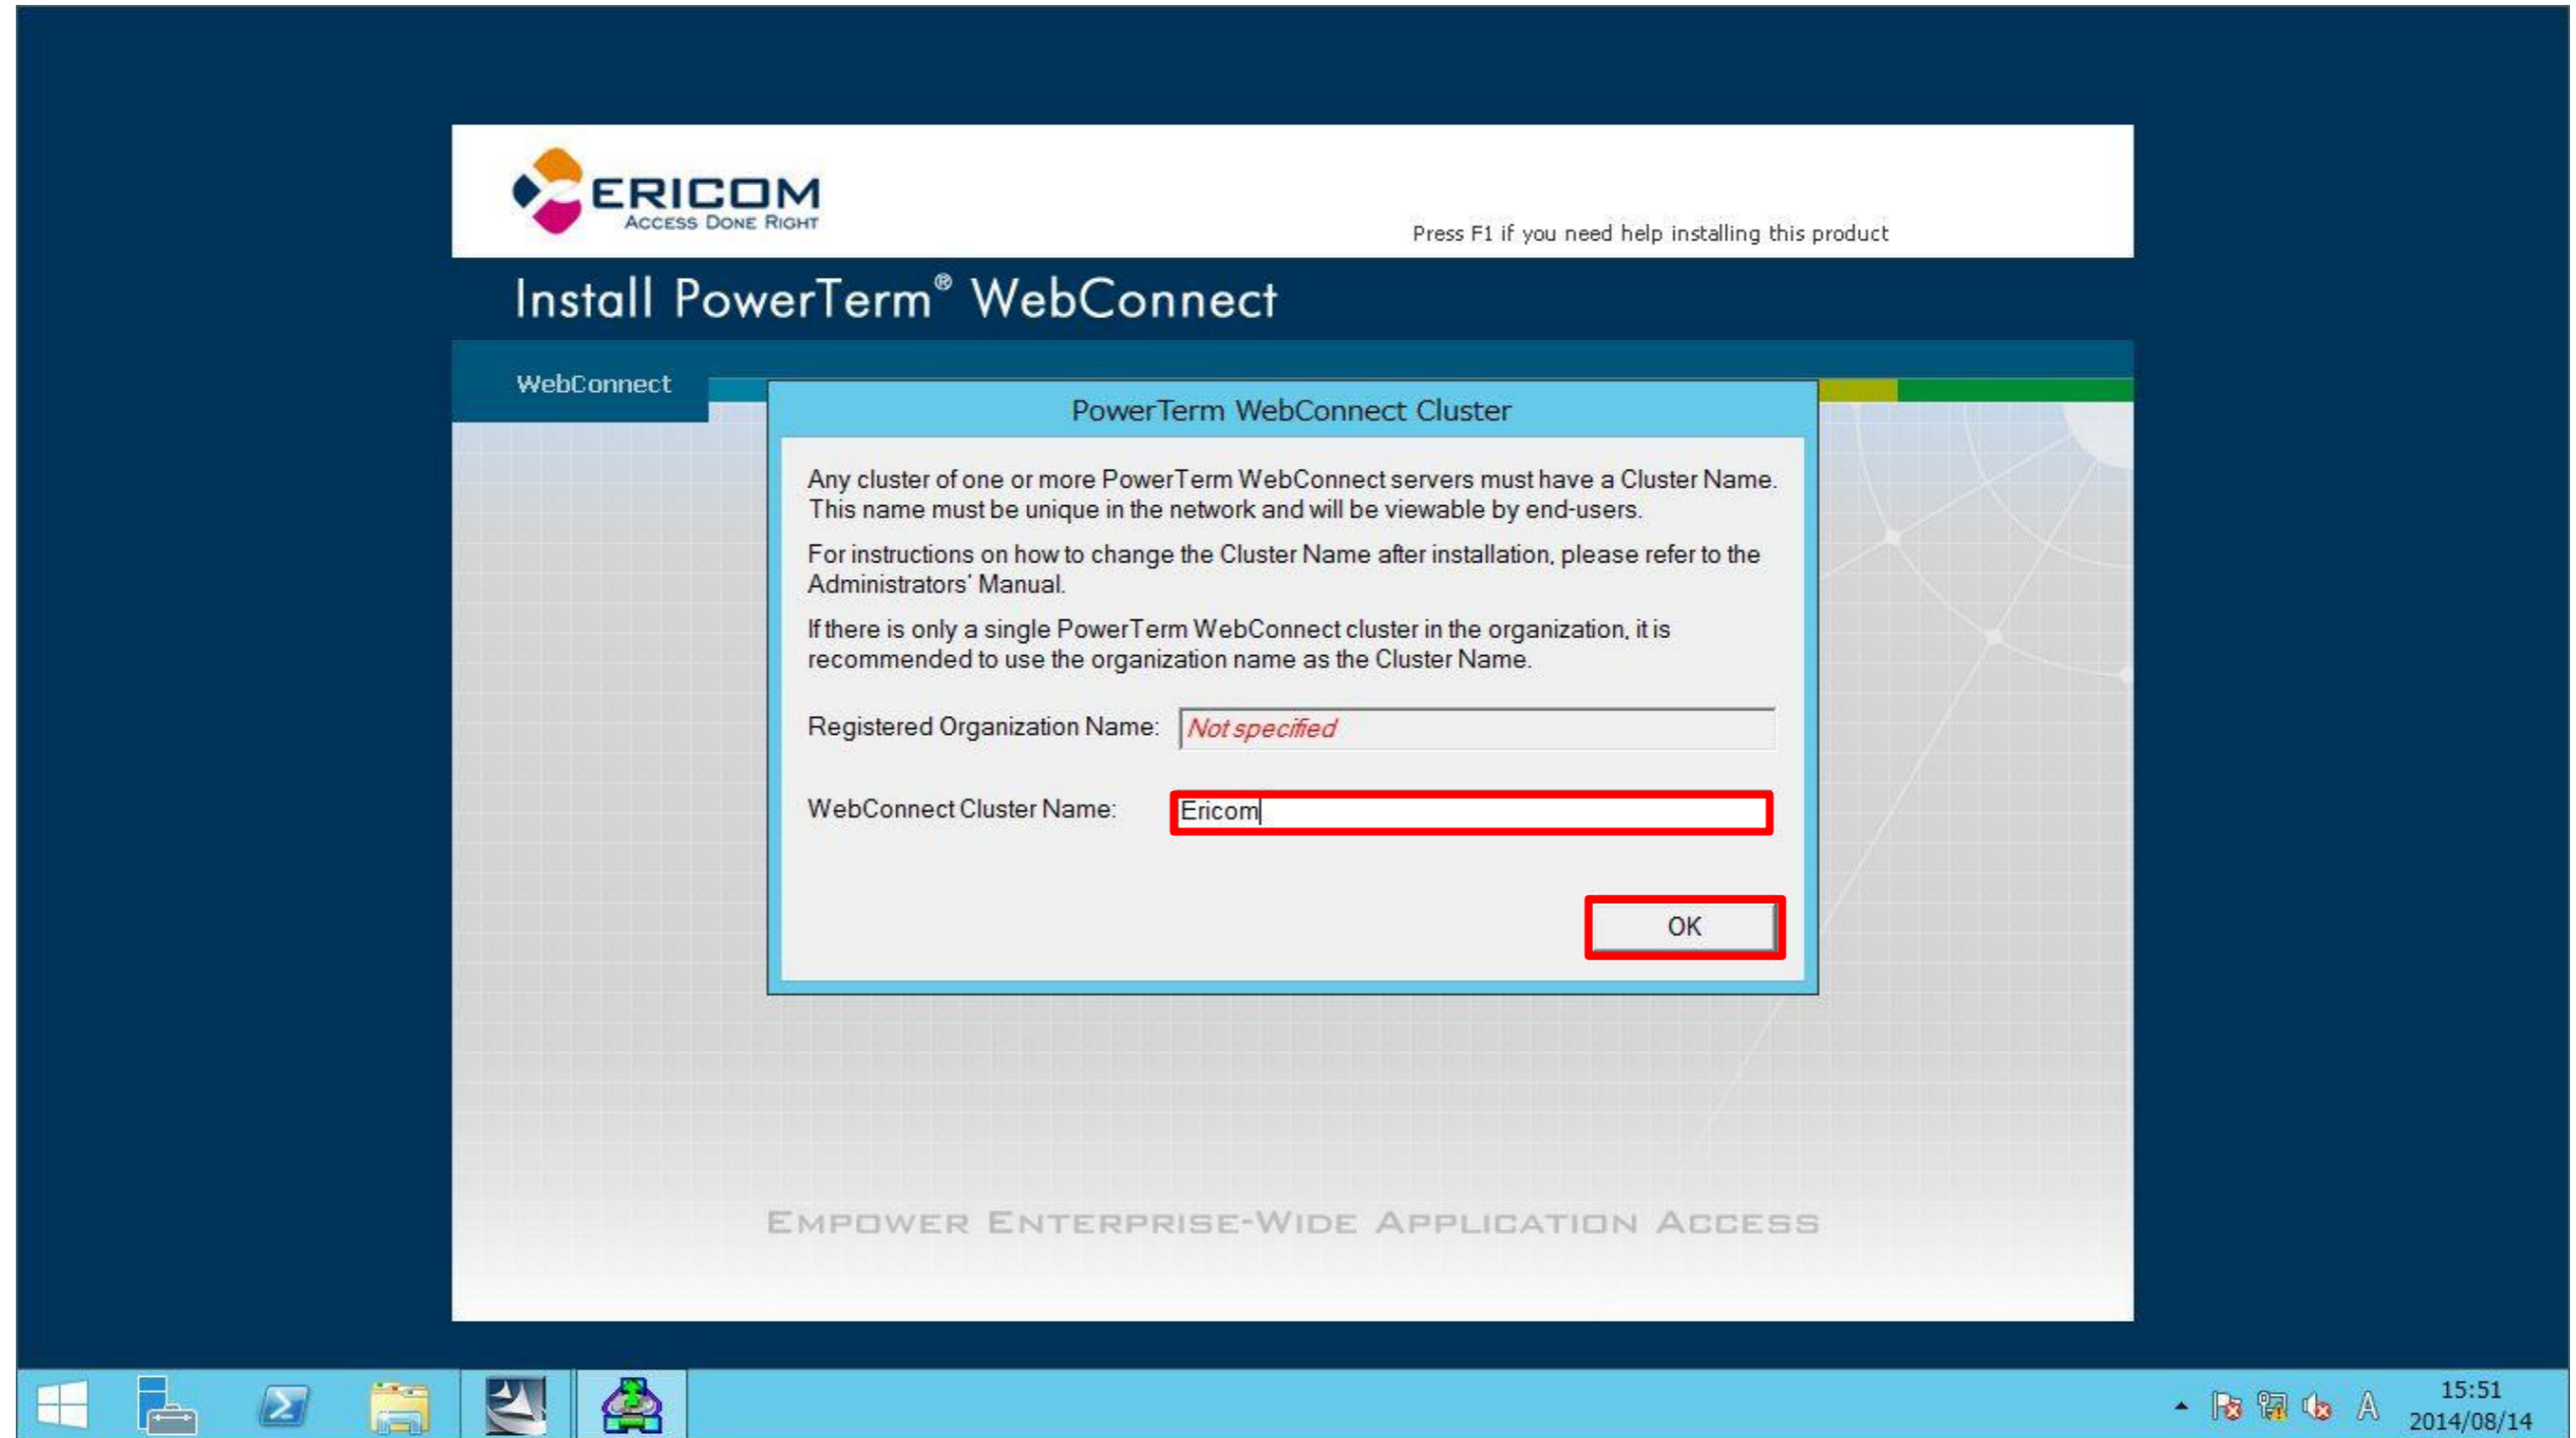 ERICOM
ACCESS DONE RIGHT
Press F1 if you need help installing this product
Install PowerTerm® WebConnect
WebConnect
PowerTerm WebConnect Cluster
Any cluster of one or more PowerTerm WebConnect servers must have a Cluster Name.
This name must be unique in the network and will be viewable by end-users.
For instructions on how to change the Cluster Name after installation, please refer to the
Administrators' Manual.
If there is only a single PowerTerm WebConnect cluster in the organization, it is
recommended to use the organization name as the Cluster Name.
Registered Organization Name: Not specified
WebConnect Cluster Name: Ericom
OK
EMPOWER ENTERPRISE-WIDE APPLICATION ACCESS
A
15:51
2014/08/14